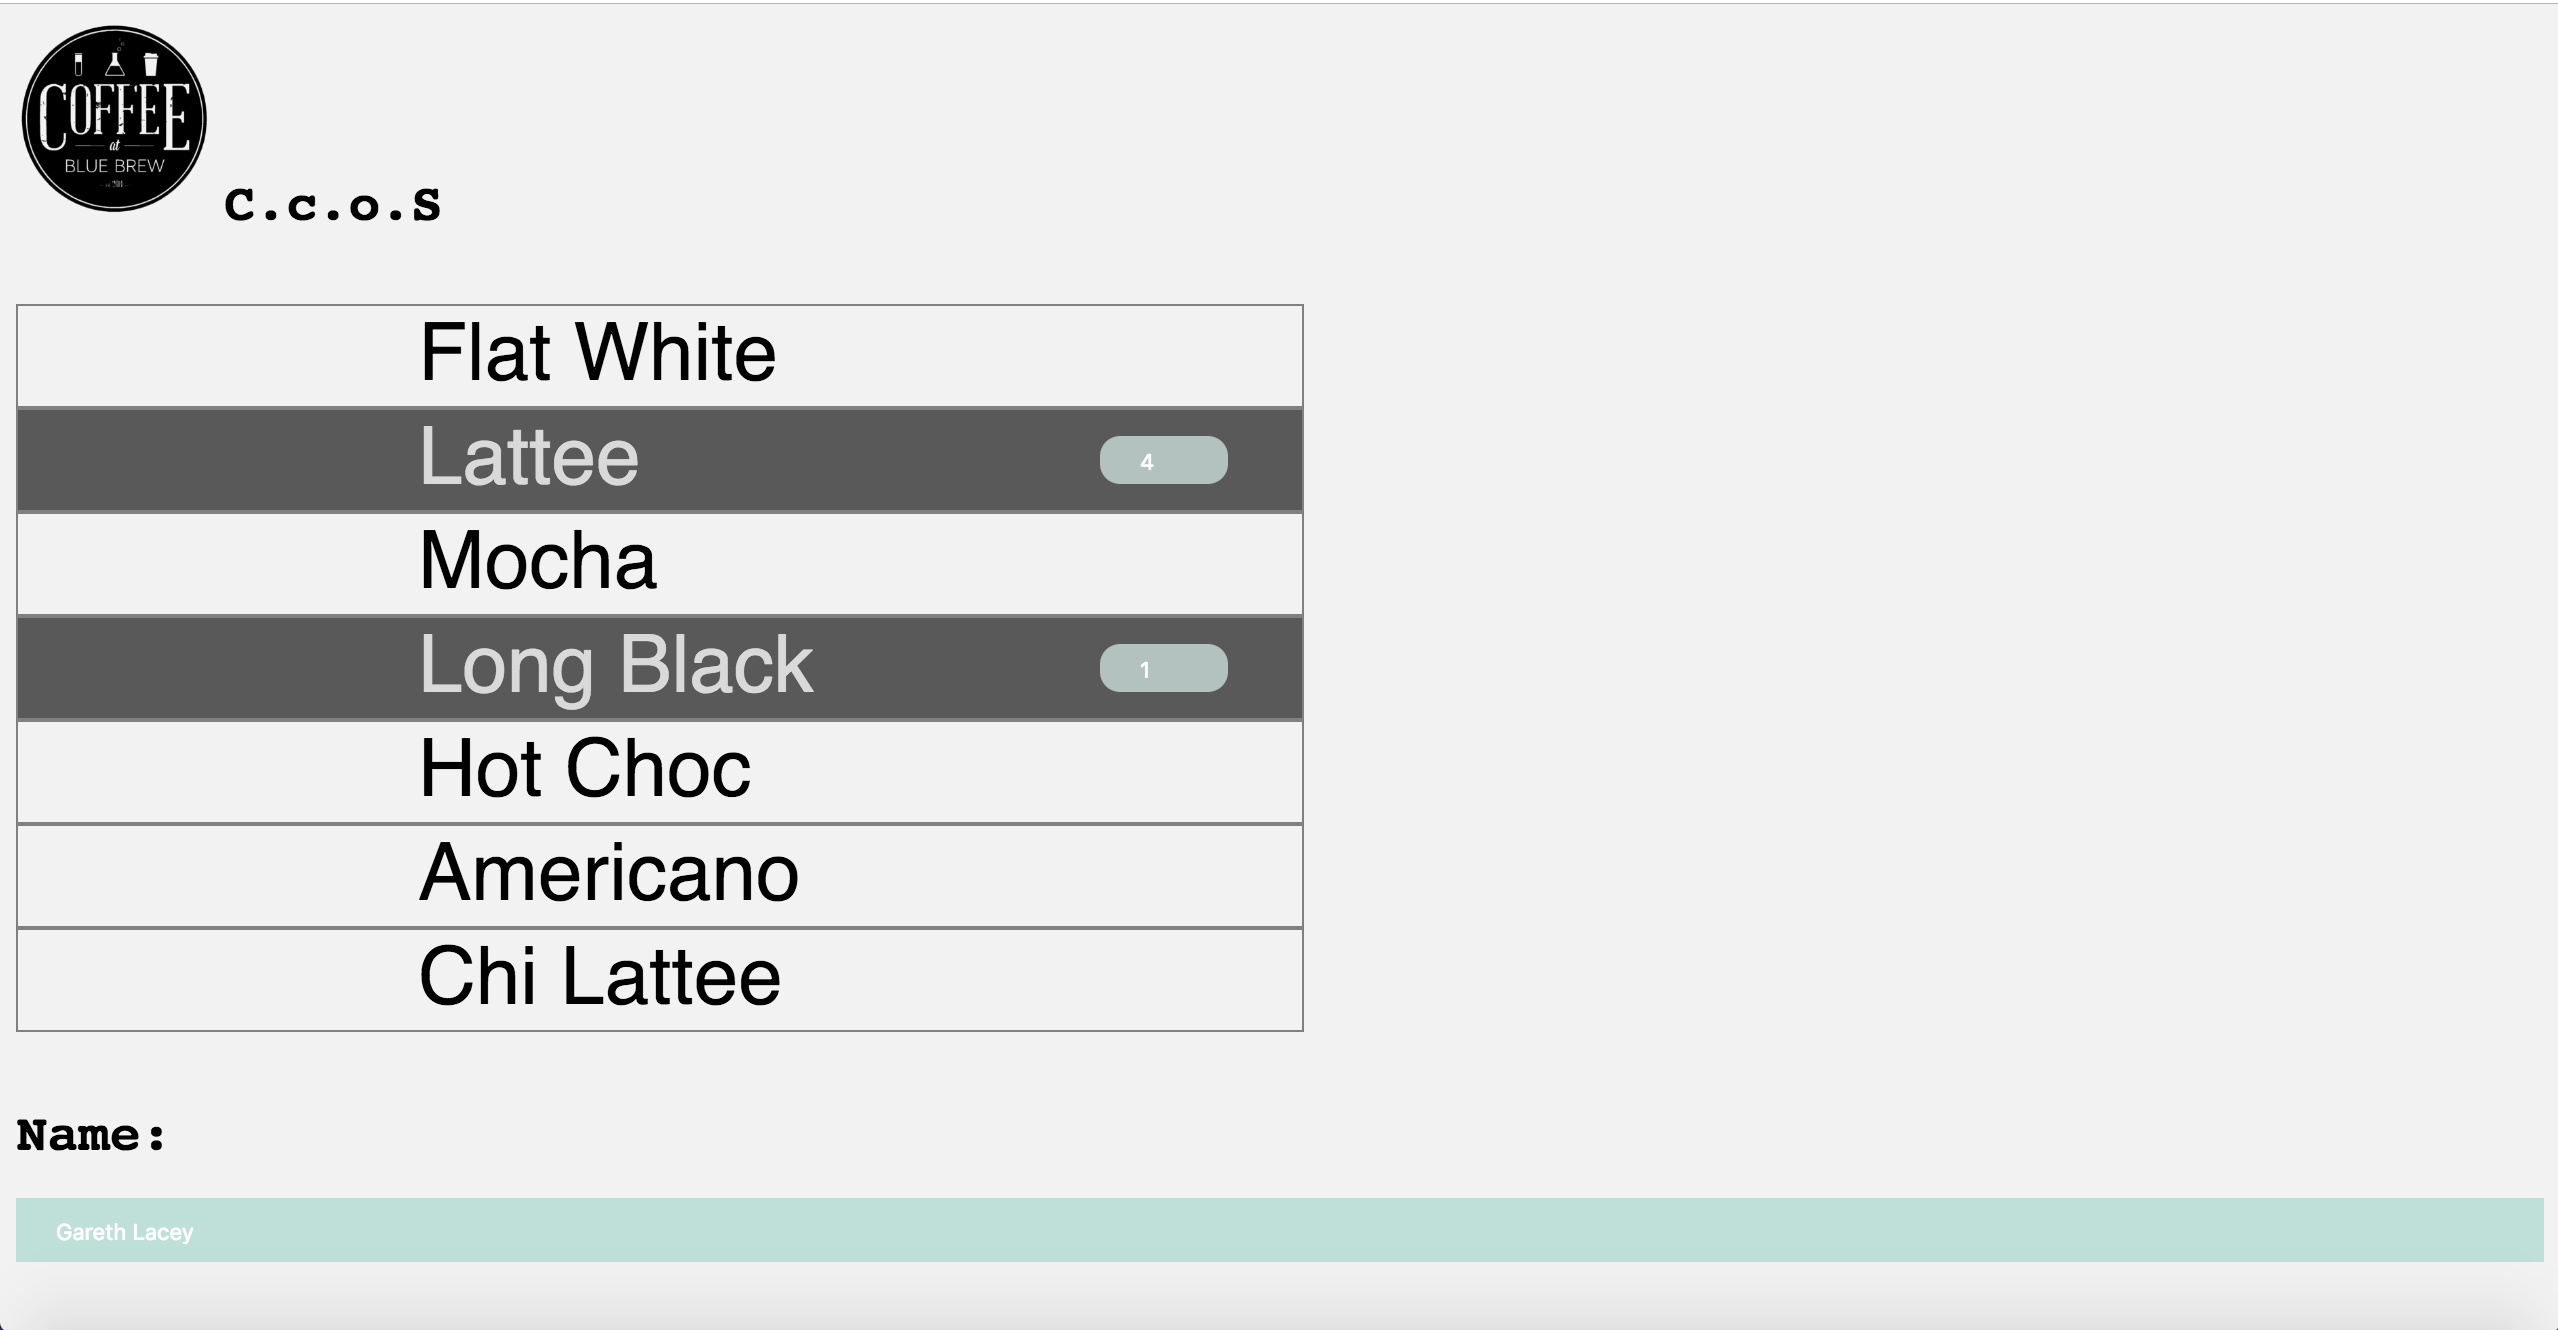 COFFEE
at
BLUE BREW
C.c.o.S
Flat White
Lattee 4
Mocha
Long Black 1
Hot Choc
Americano
Chi Lattee
Name:
Gareth Lacey